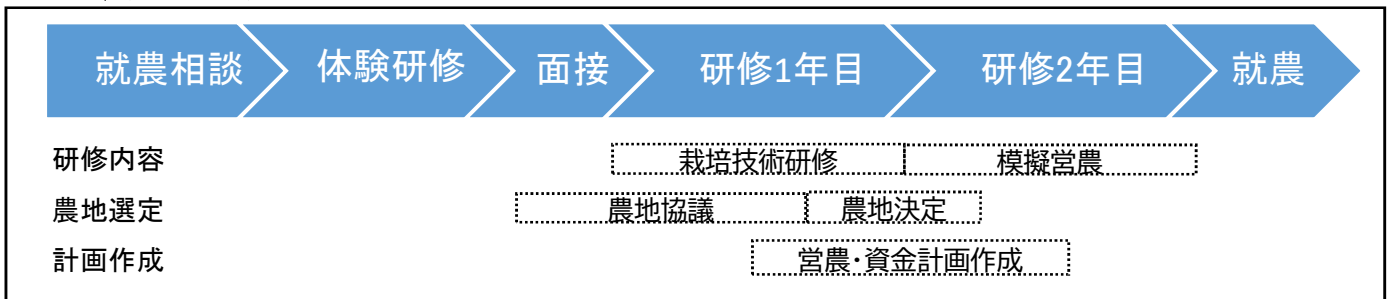 就農相談 体験研修 面接 研修1年目 研修2年目 就農
研修内容 栽培技術研修 模擬営農
農地選定 農地協議 農地決定
計画作成 営農・資金計画作成